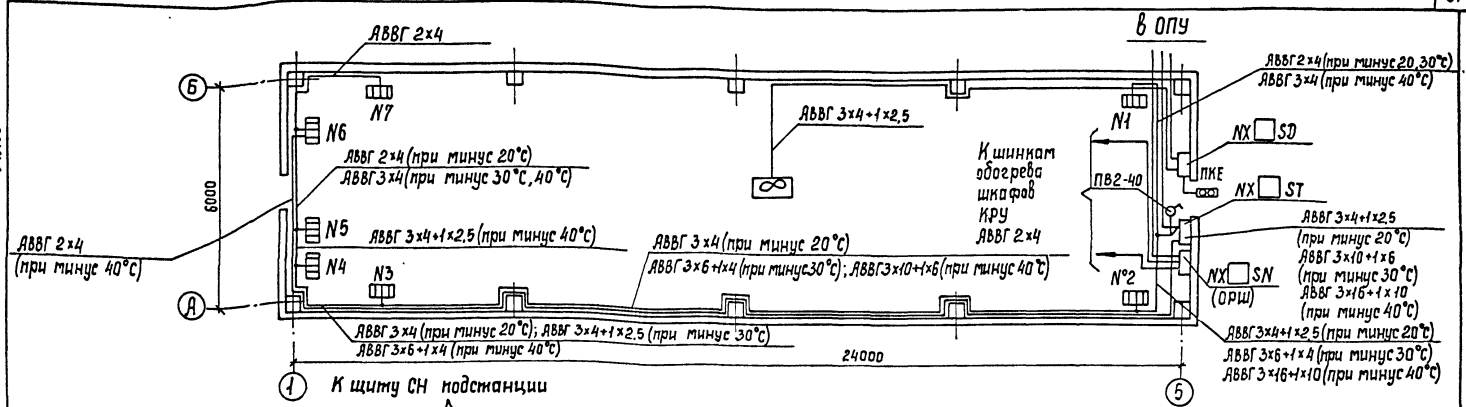 АВВГ 2×4
в ОПУ
АВВГ 2×4 (при минус 20,30°С)
АВВГ 3×4 (при минус 40°С)
Б
N7
N1
N6
АВВГ 3×4+1×2,5
NX SD
ПКЕ
АВВГ 2×4 (при минус 20°С)
АВВГ 3×4 (при минус 30°С, 40°С)
К шинкам
обогрева
шкафов
КРУ
АВВГ 2×4
ПВ2-40
NX ST
6000
N5
АВВГ 3×4+1×2,5 (при минус 40°С)
АВВГ 2×4
(при минус 40°С)
АВВГ 3×4 (при минус 20°С)
АВВГ 3×6+1×4 (при минус 30°С); АВВГ 3×10+1×6 (при минус 40°С)
АВВГ 3×4+1×2,5
(при минус 20°С)
АВВГ 3×10+1×6
(при минус 30°С)
АВВГ 3×16+1×10
(при минус 40°С)
N4
N3
N°2
NX SN
(ОРШ)
А
АВВГ 3×4 (при минус 20°С); АВВГ 3×4+1×2,5 (при минус 30°С)
АВВГ 3×6+1×4 (при минус 40°С)
АВВГ 3×4+1×2,5 (при минус 20°С)
АВВГ 3×6+1×4 (при минус 30°С)
АВВГ 3×16+1×10 (при минус 40°С)
24000
1
К щиту СН подстанции
5